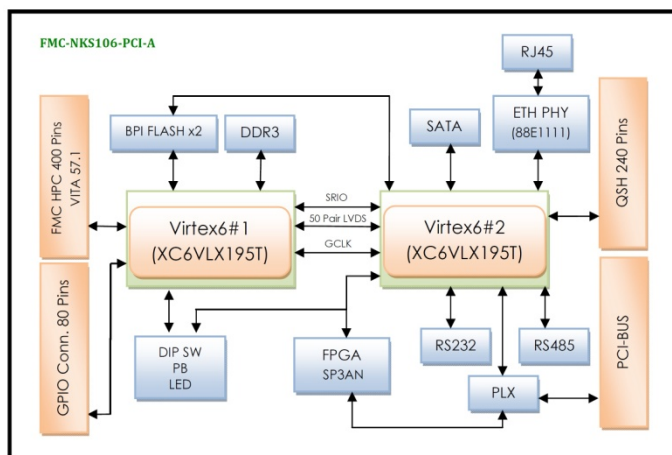 FMC-NKS106-PCI-A
RJ45
BPI FLASH x2
DDR3
SATA
ETH PHY
(88E1111)
FMC HPC 400 Pins
VITA 57.1
QSH 240 Pins
SRIO
50 Pair LVDS
GCLK
Virtex6#1
(XC6VLX195T)
Virtex6#2
(XC6VLX195T)
GPIO Conn. 80 Pins
DIP SW
PB
LED
FPGA
SP3AN
RS232
RS485
PLX
PCI-BUS